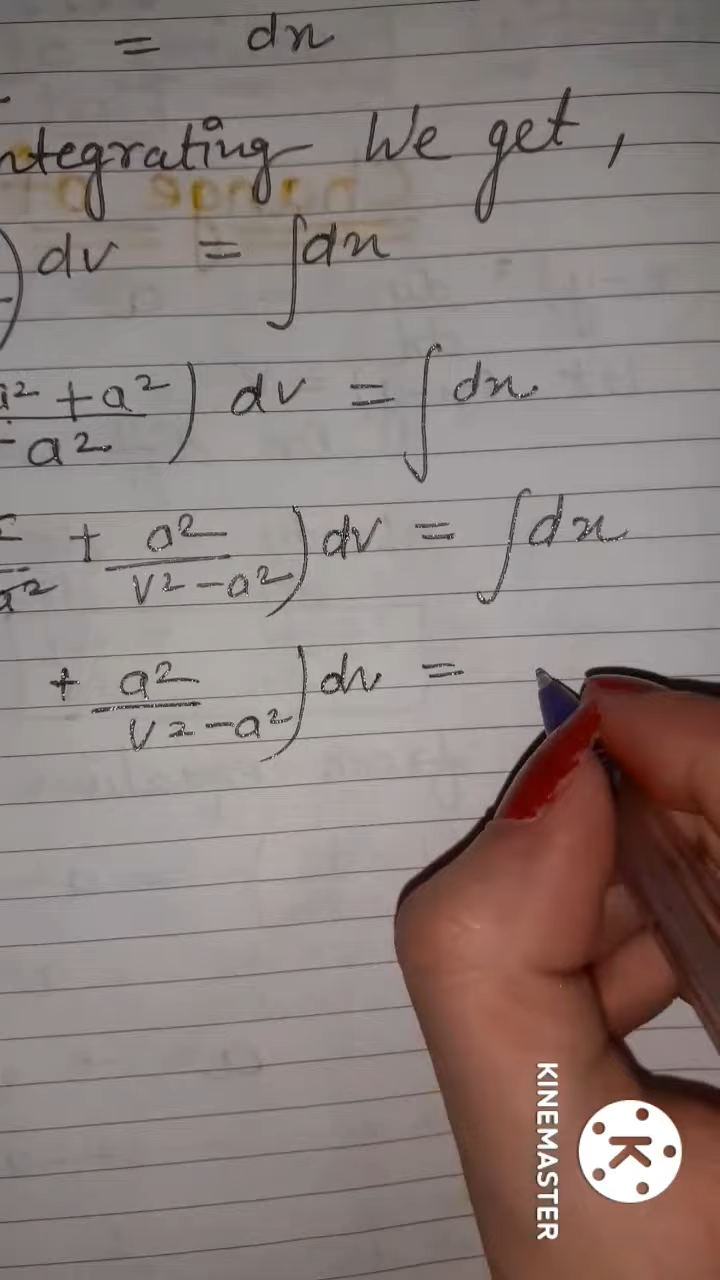 = dx
ntegrating We get,
) dv = ∫dx
a² + a² / - a² ) dv = ∫dx
+ a² / v² - a² ) dv = ∫dx
+ a² / v² - a² ) dv =
KINEMASTER